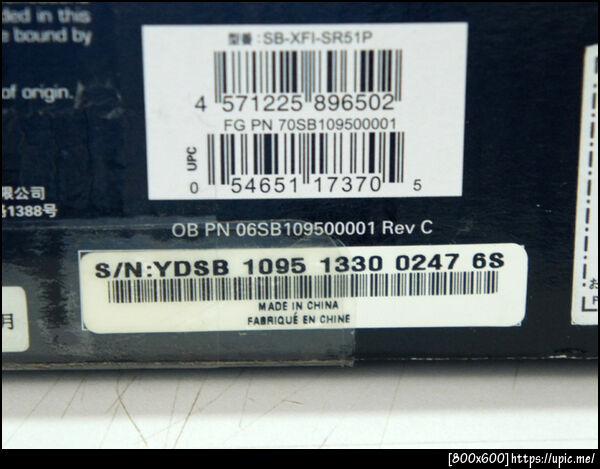 ded in this
e bound by
of origin.
限公司
1388号
月
型番:SB-XFI-SR51P
4 571225 896502
FG PN 70SB109500001
UPC
0 54651 17370 5
OB PN 06SB109500001 Rev C
S/N:YDSB 1095 1330 0247 6S
MADE IN CHINA
FABRIQUÉ EN CHINE
[800x600]https://upic.me/